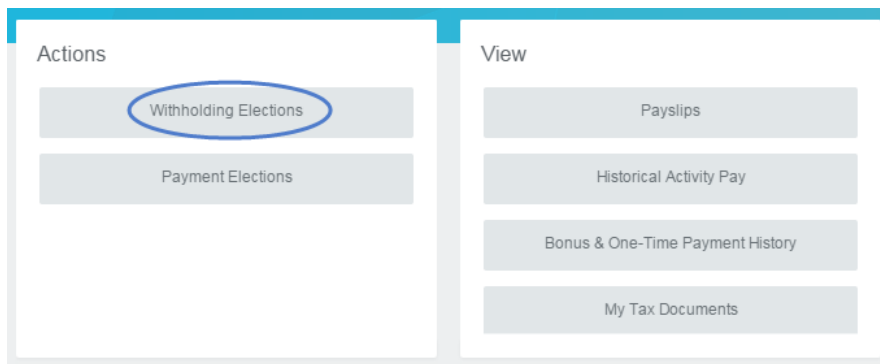 Actions
Withholding Elections
Payment Elections
View
Payslips
Historical Activity Pay
Bonus & One-Time Payment History
My Tax Documents